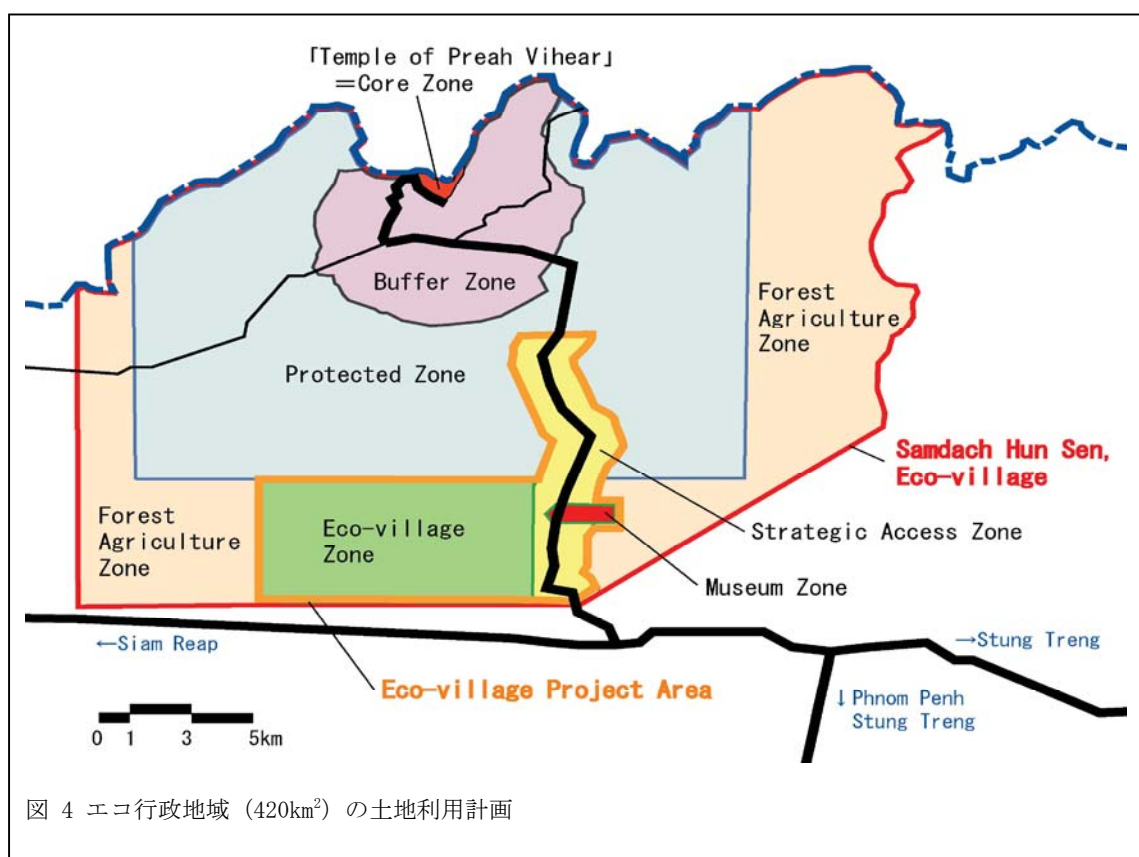 「Temple of Preah Vihear」
＝Core Zone
Buffer Zone
Forest
Agriculture
Zone
Protected Zone
Samdach Hun Sen,
Eco-village
Forest
Agriculture
Zone
Eco-village
Zone
Strategic Access Zone
Museum Zone
←Siam Reap
→Stung Treng
Eco-village Project Area
↓Phnom Penh
Stung Treng
0 1 3 5km
図 4 エコ行政地域 (420km²) の土地利用計画